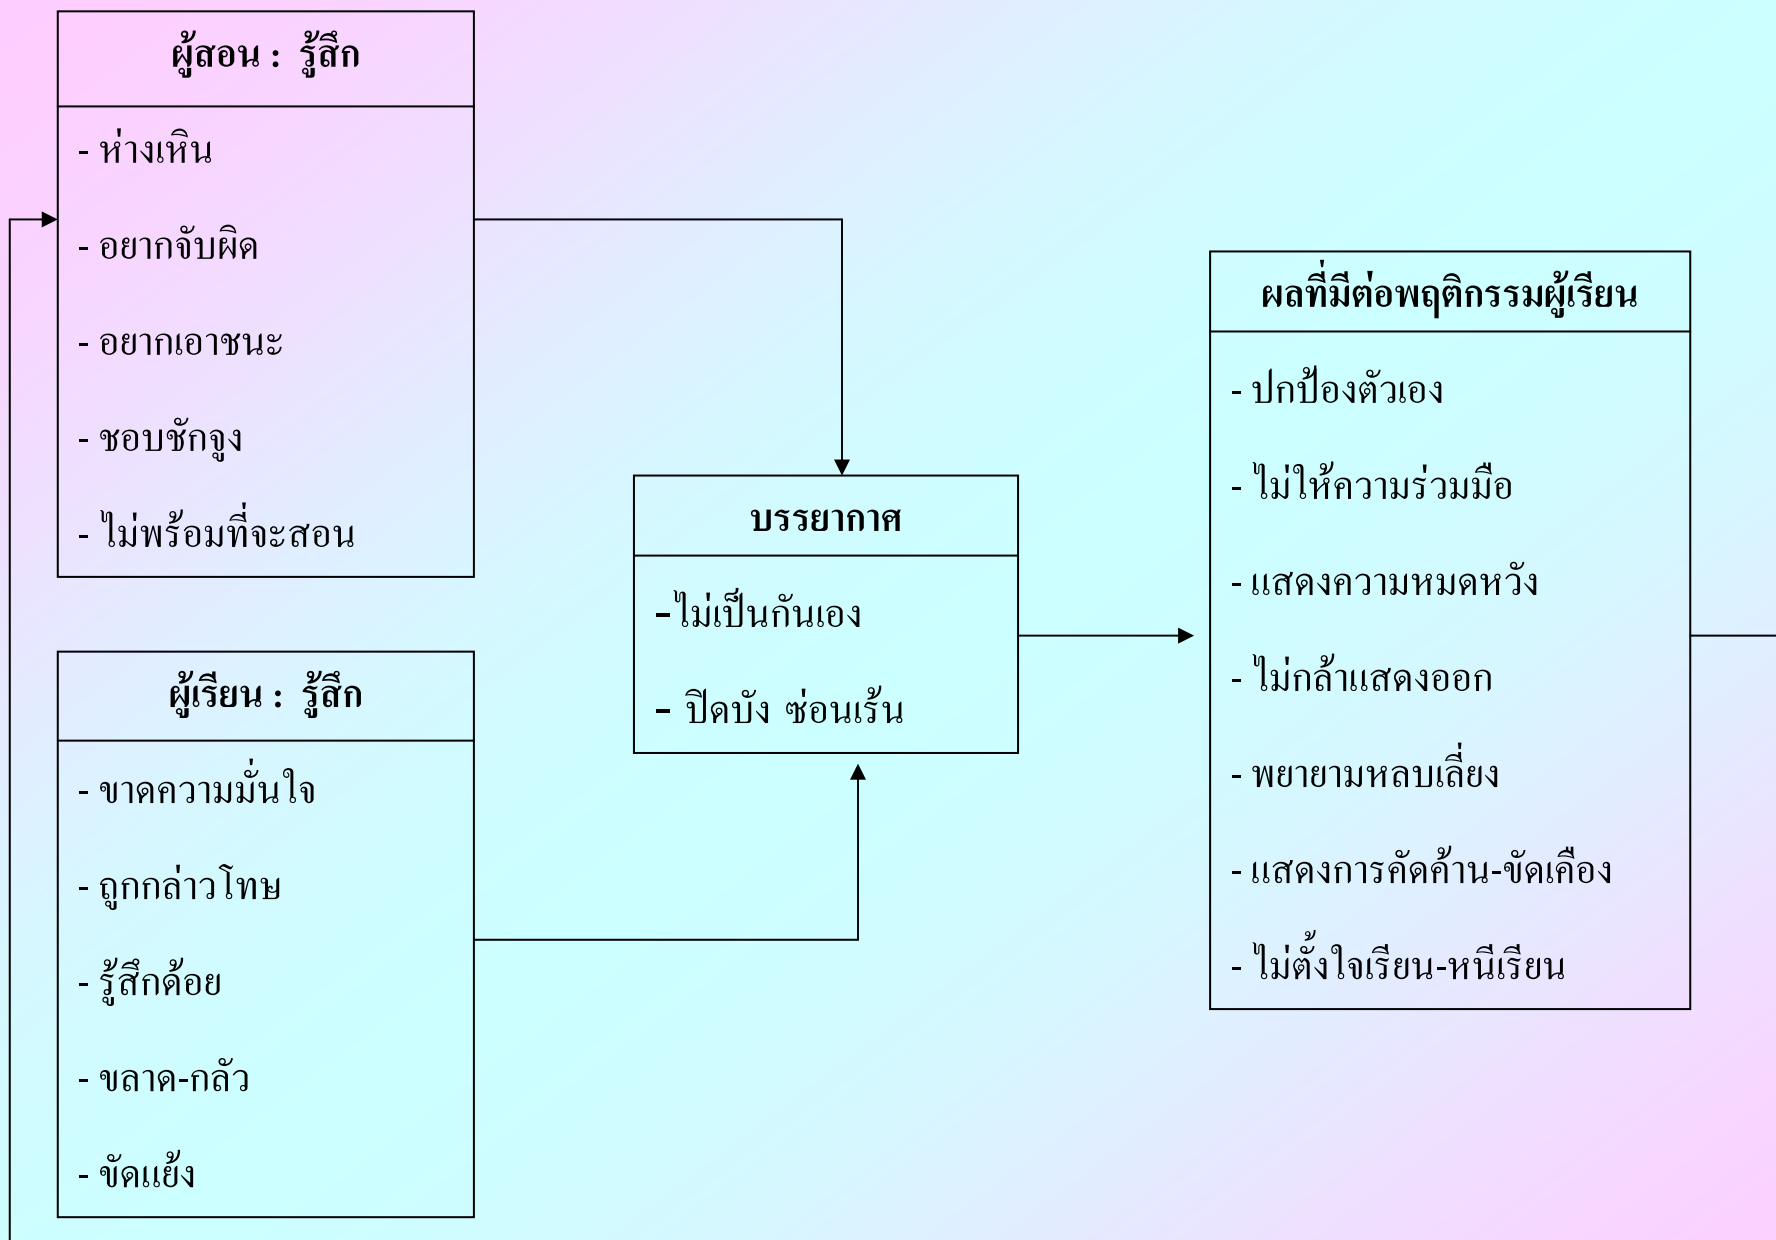 ผู้สอน : รู้สึก
- ห่างเหิน
- อยากจับผิด
- อยากเอาชนะ
- ชอบชักจูง
- ไม่พร้อมที่จะสอน
ผู้เรียน : รู้สึก
- ขาดความมั่นใจ
- ถูกกล่าวโทษ
- รู้สึกด้อย
- ขลาด-กลัว
- ขัดแย้ง
บรรยากาศ
-ไม่เป็นกันเอง
- ปิดบัง ซ่อนเร้น
ผลที่มีต่อพฤติกรรมผู้เรียน
- ปกป้องตัวเอง
- ไม่ให้ความร่วมมือ
- แสดงความหมดหวัง
- ไม่กล้าแสดงออก
- พยายามหลบเลี่ยง
- แสดงการคัดค้าน-ขัดเคือง
- ไม่ตั้งใจเรียน-หนีเรียน